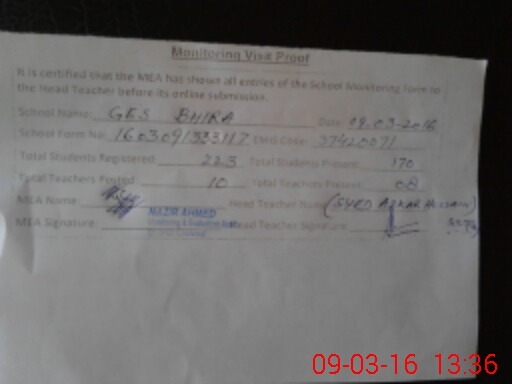 Monitoring Visit Proof
It is certified that the MEA has shown all entries of the School Monitoring Form to
the Head Teacher before its online submission.
School Name: GES BHIRA Date: 09.03-2016
School Form No: EMIS Code: 37420071
Total Students Registered 223 Total Students Present 170
Total Teachers Posted 10 Total Teachers Present 08
MEA Name: Head Teacher Name (SYED AZHAR HUSSAIN)
NAZIR AHMED
MEA Signature: Monitoring & Evaluation Head Teacher Signature
09-03-16 13:36